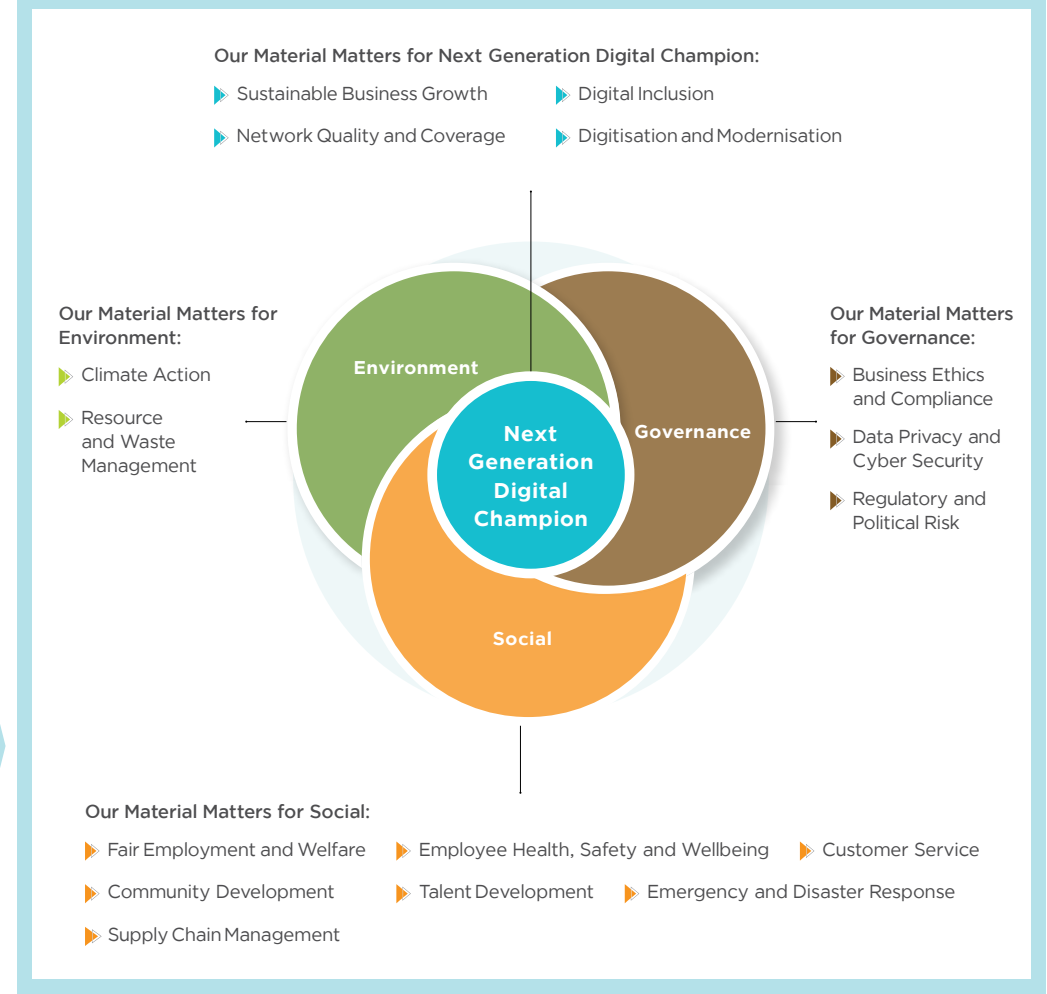 Our Material Matters for Next Generation Digital Champion:
Sustainable Business Growth
Digital Inclusion
Network Quality and Coverage
Digitisation and Modernisation
Our Material Matters for
Environment:
Climate Action
Resource
and Waste
Management
Environment
Next
Generation
Digital
Champion
Governance
Social
Our Material Matters
for Governance:
Business Ethics
and Compliance
Data Privacy and
Cyber Security
Regulatory and
Political Risk
Our Material Matters for Social:
Fair Employment and Welfare
Employee Health, Safety and Wellbeing
Customer Service
Community Development
Talent Development
Emergency and Disaster Response
Supply Chain Management